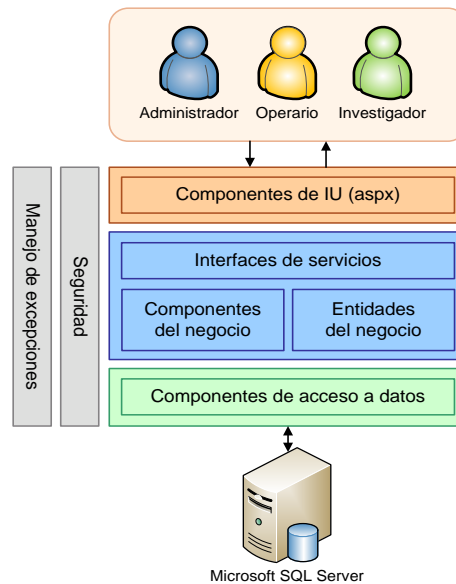 Administrador
Operario
Investigador
Manejo de excepciones
Seguridad
Componentes de IU (aspx)
Interfaces de servicios
Componentes
del negocio
Entidades
del negocio
Componentes de acceso a datos
Microsoft SQL Server